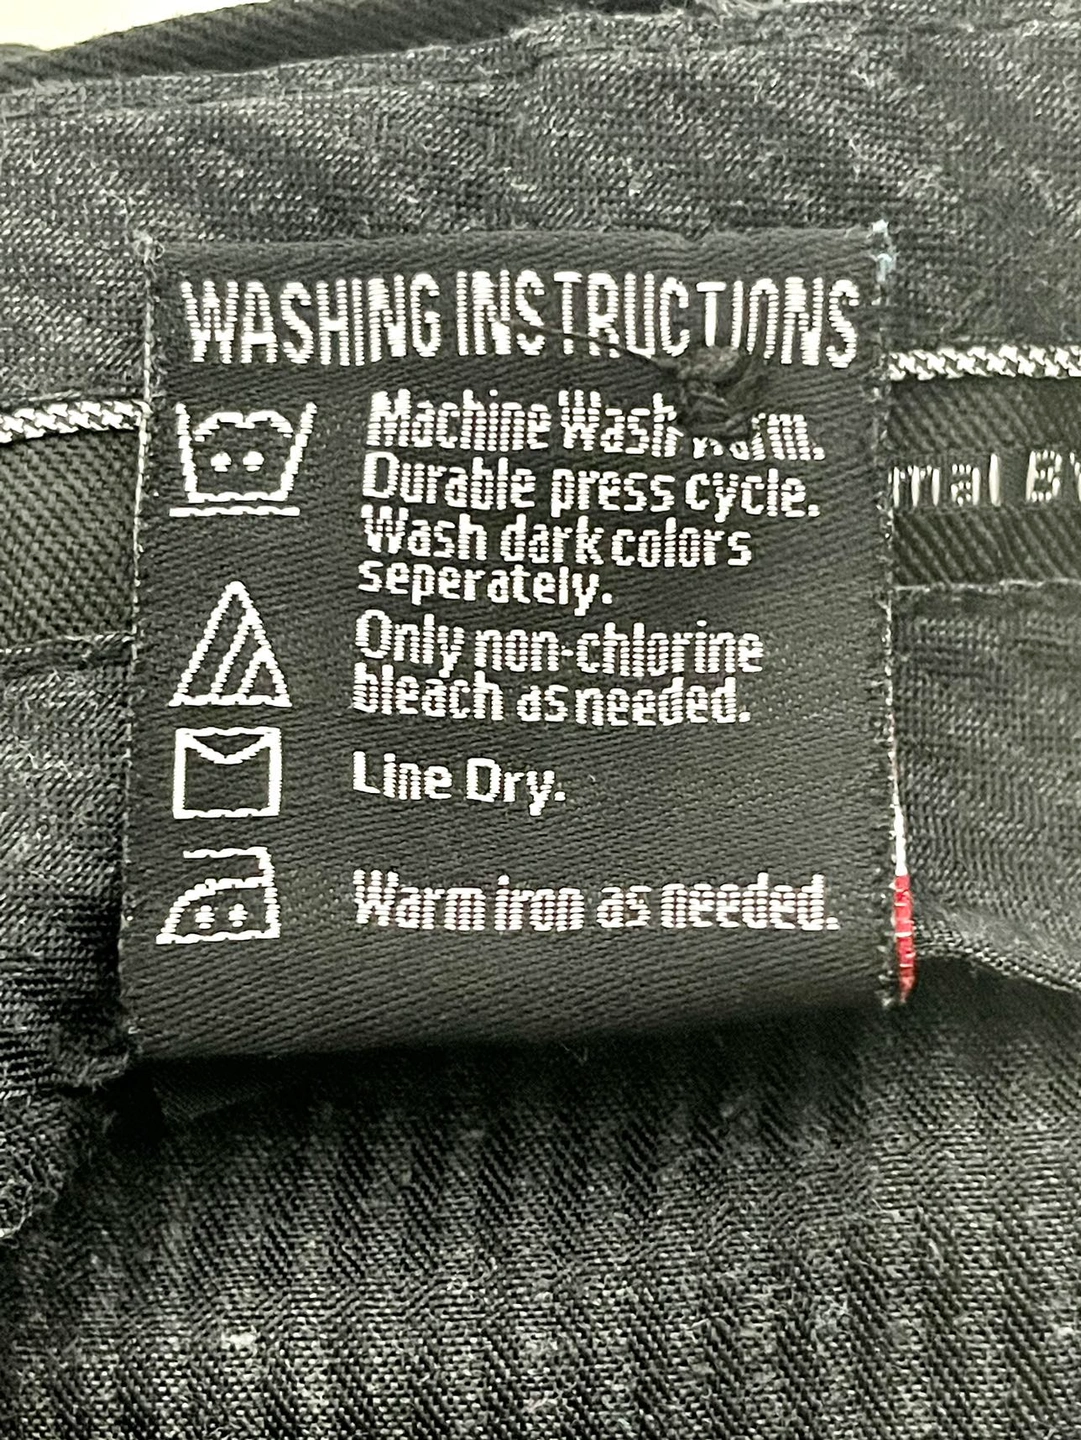 WASHING INSTRUCTIONS
Machine Wash Warm.
Durable press cycle.
Wash dark colors
seperately.
Only non-chlorine
bleach as needed.
Line Dry.
Warm iron as needed.